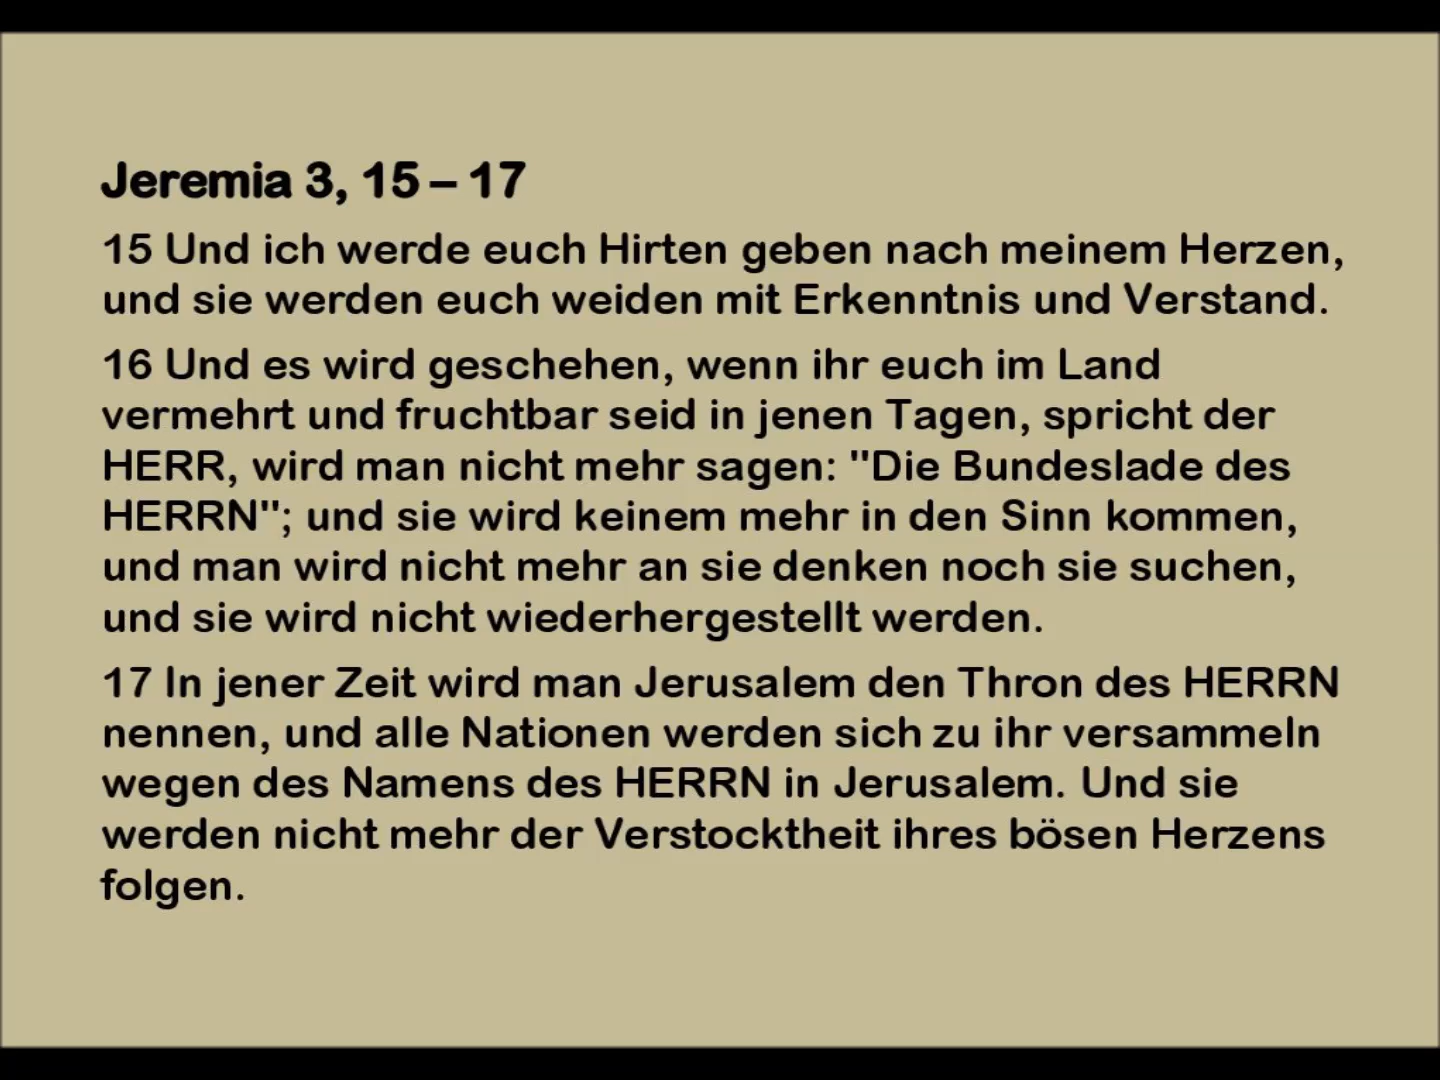 Jeremia 3, 15 – 17
15 Und ich werde euch Hirten geben nach meinem Herzen,
und sie werden euch weiden mit Erkenntnis und Verstand.
16 Und es wird geschehen, wenn ihr euch im Land
vermehrt und fruchtbar seid in jenen Tagen, spricht der
HERR, wird man nicht mehr sagen: "Die Bundeslade des
HERRN"; und sie wird keinem mehr in den Sinn kommen,
und man wird nicht mehr an sie denken noch sie suchen,
und sie wird nicht wiederhergestellt werden.
17 In jener Zeit wird man Jerusalem den Thron des HERRN
nennen, und alle Nationen werden sich zu ihr versammeln
wegen des Namens des HERRN in Jerusalem. Und sie
werden nicht mehr der Verstocktheit ihres bösen Herzens
folgen.